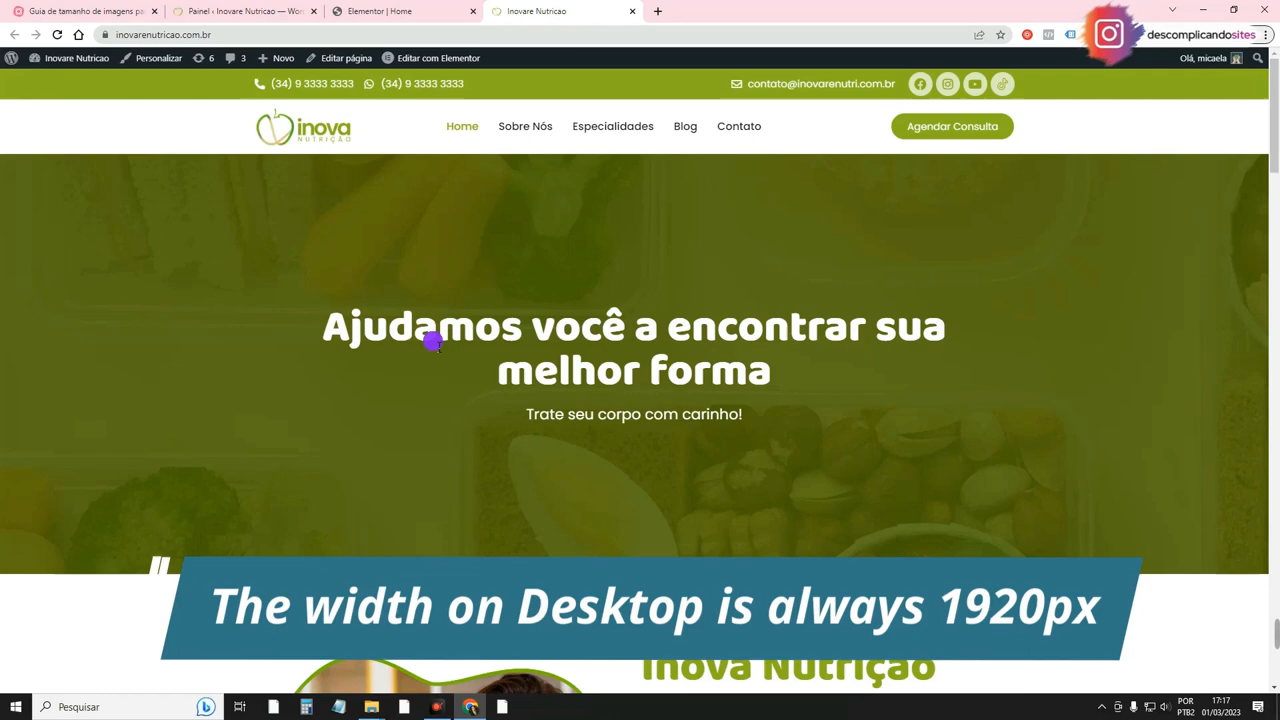 Guia de tamanho de imagens pa
Painel ‹ Inovare Nutricao — Wor
Elementor | Home
Inovare Nutricao
inovarenutricao.com.br
descomplicandosites
Inovare Nutricao
Personalizar
6
3
Novo
Editar página
Editar com Elementor
Olá, micaela
(34) 9 3333 3333
(34) 9 3333 3333
contato@inovarenutri.com.br
inova
NUTRIÇÃO
Home
Sobre Nós
Especialidades
Blog
Contato
Agendar Consulta
Ajudamos você a encontrar sua
melhor forma
Trate seu corpo com carinho!
The width on Desktop is always 1920px
Inova Nutrição
Pesquisar
POR
PTB2
17:17
01/03/2023